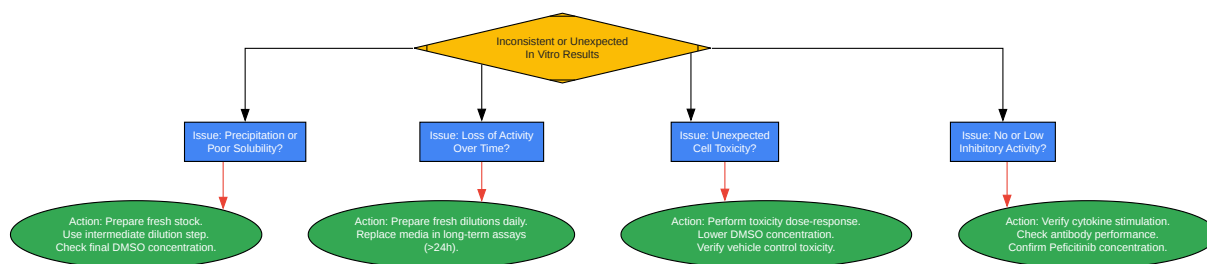 Inconsistent or Unexpected
In Vitro Results
Issue: Precipitation or
Poor Solubility?
Issue: Loss of Activity
Over Time?
Issue: Unexpected
Cell Toxicity?
Issue: No or Low
Inhibitory Activity?
Action: Prepare fresh stock.
Use intermediate dilution step.
Check final DMSO concentration.
Action: Prepare fresh dilutions daily.
Replace media in long-term assays
(>24h).
Action: Perform toxicity dose-response.
Lower DMSO concentration.
Verify vehicle control toxicity.
Action: Verify cytokine stimulation.
Check antibody performance.
Confirm Peficitinib concentration.